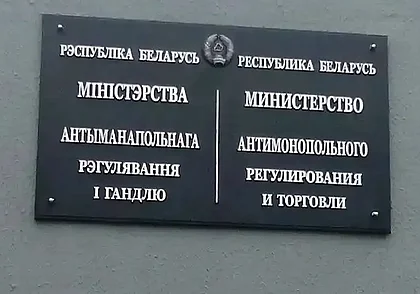 РЭСПУБЛІКА БЕЛАРУСЬ
МІНІСТЭРСТВА
АНТЫМАНАПОЛЬНАГА
РЭГУЛЯВАННЯ
І ГАНДЛЮ
РЕСПУБЛИКА БЕЛАРУСЬ
МИНИСТЕРСТВО
АНТИМОНОПОЛЬНОГО
РЕГУЛИРОВАНИЯ
И ТОРГОВЛИ